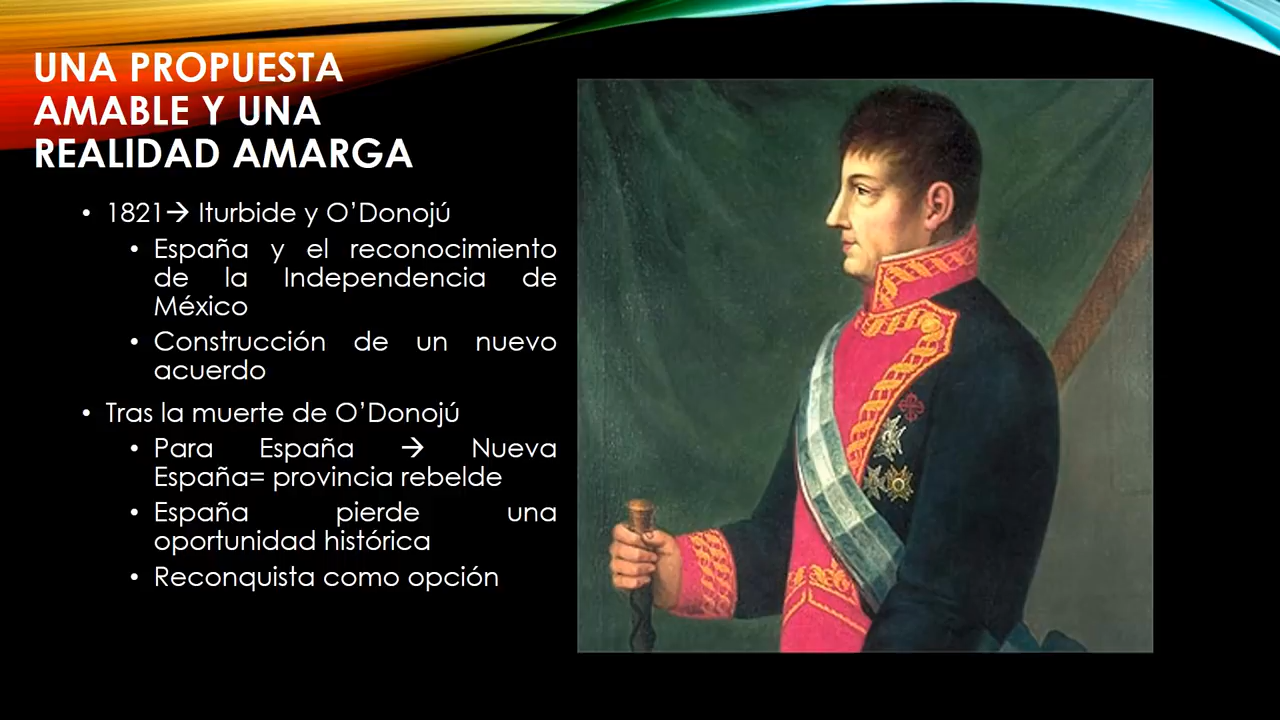 UNA PROPUESTA
AMABLE Y UNA
REALIDAD AMARGA
• 1821→ Iturbide y O’Donojú
• España y el reconocimiento
de la Independencia de
México
• Construcción de un nuevo
acuerdo
• Tras la muerte de O’Donojú
• Para España → Nueva
España= provincia rebelde
• España pierde una
oportunidad histórica
• Reconquista como opción